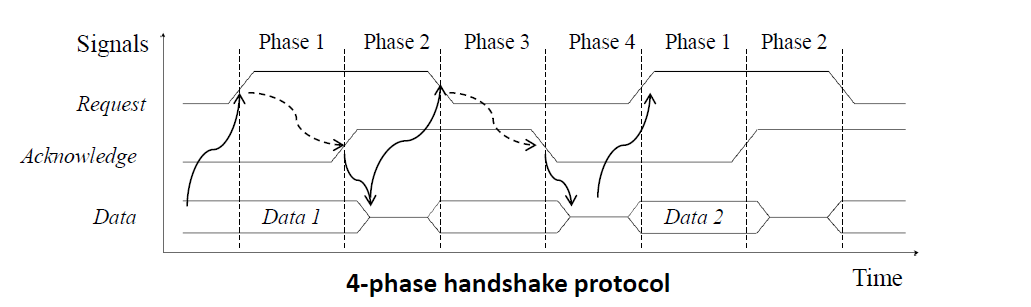 Signals
Phase 1 Phase 2 Phase 3 Phase 4 Phase 1 Phase 2
Request
Acknowledge
Data Data 1 Data 2
Time
4-phase handshake protocol